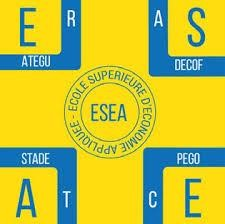 E R A S
ATEGU DECOF
ECOLE SUPERIEURE D'ECONOMIE APPLIQUEE -
ESEA
STADE PEGO
A T C E